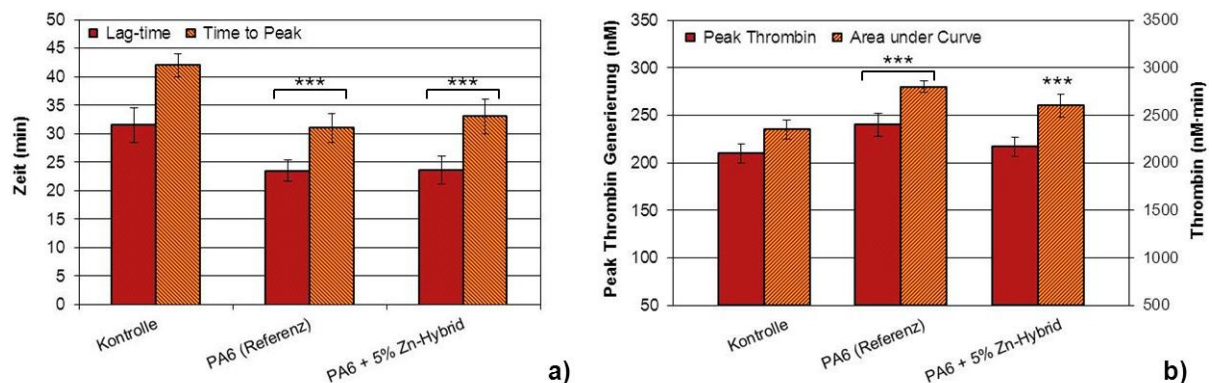 Lag-time Time to Peak
Zeit (min)
50
45
40
35
30
25
20
15
10
5
0
***
***
Kontrolle
PA6 (Referenz)
PA6 + 5% Zn-Hybrid
a)
Peak Thrombin Area under Curve
Peak Thrombin Generierung (nM)
350
300
250
200
150
100
50
***
***
3500
3000
2500
2000
1500
1000
500
Thrombin (nM·min)
Kontrolle
PA6 (Referenz)
PA6 + 5% Zn-Hybrid
b)